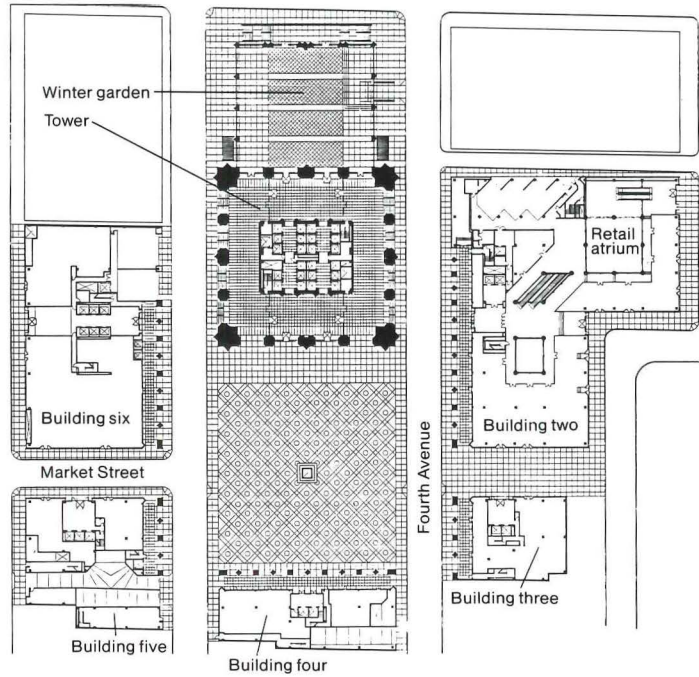 Winter garden
Tower
Retail
atrium
Building six
Building two
Market Street
Fourth Avenue
Building three
Building five
Building four